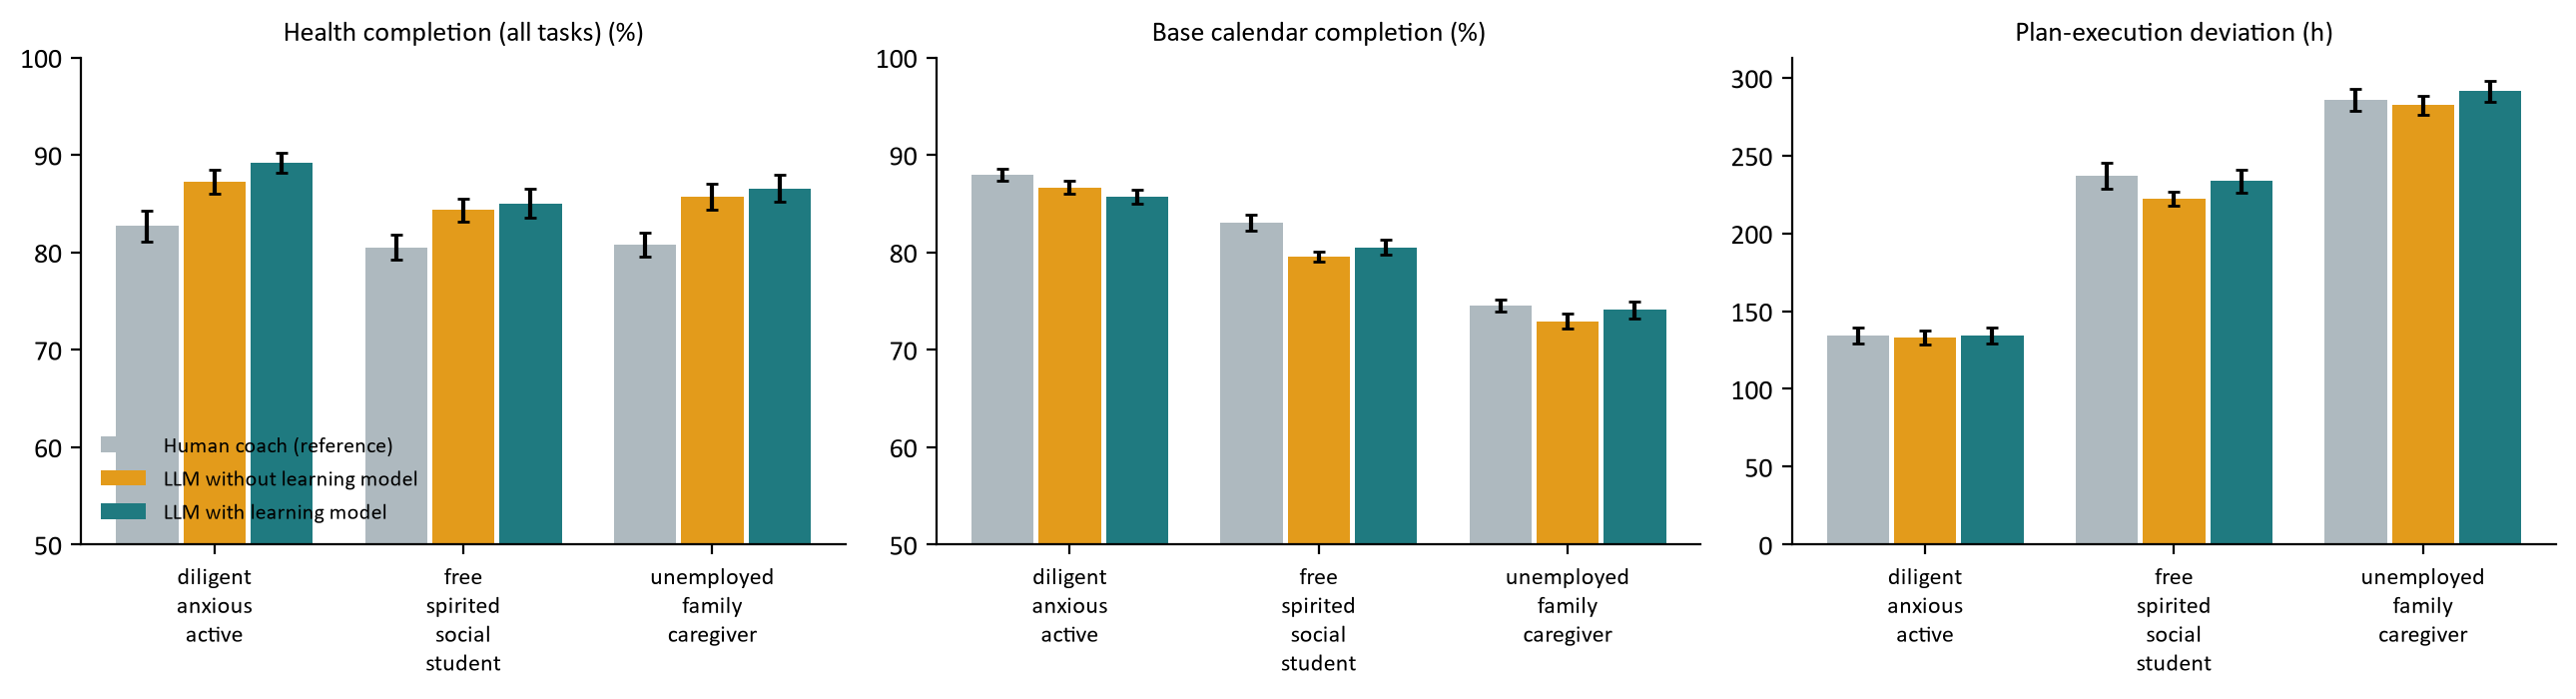 Health completion (all tasks) (%)
100
90
80
70
60
50
Human coach (reference)
LLM without learning model
LLM with learning model
diligent
anxious
active
free
spirited
social
student
unemployed
family
caregiver
Base calendar completion (%)
100
90
80
70
60
50
diligent
anxious
active
free
spirited
social
student
unemployed
family
caregiver
Plan-execution deviation (h)
300
250
200
150
100
50
0
diligent
anxious
active
free
spirited
social
student
unemployed
family
caregiver